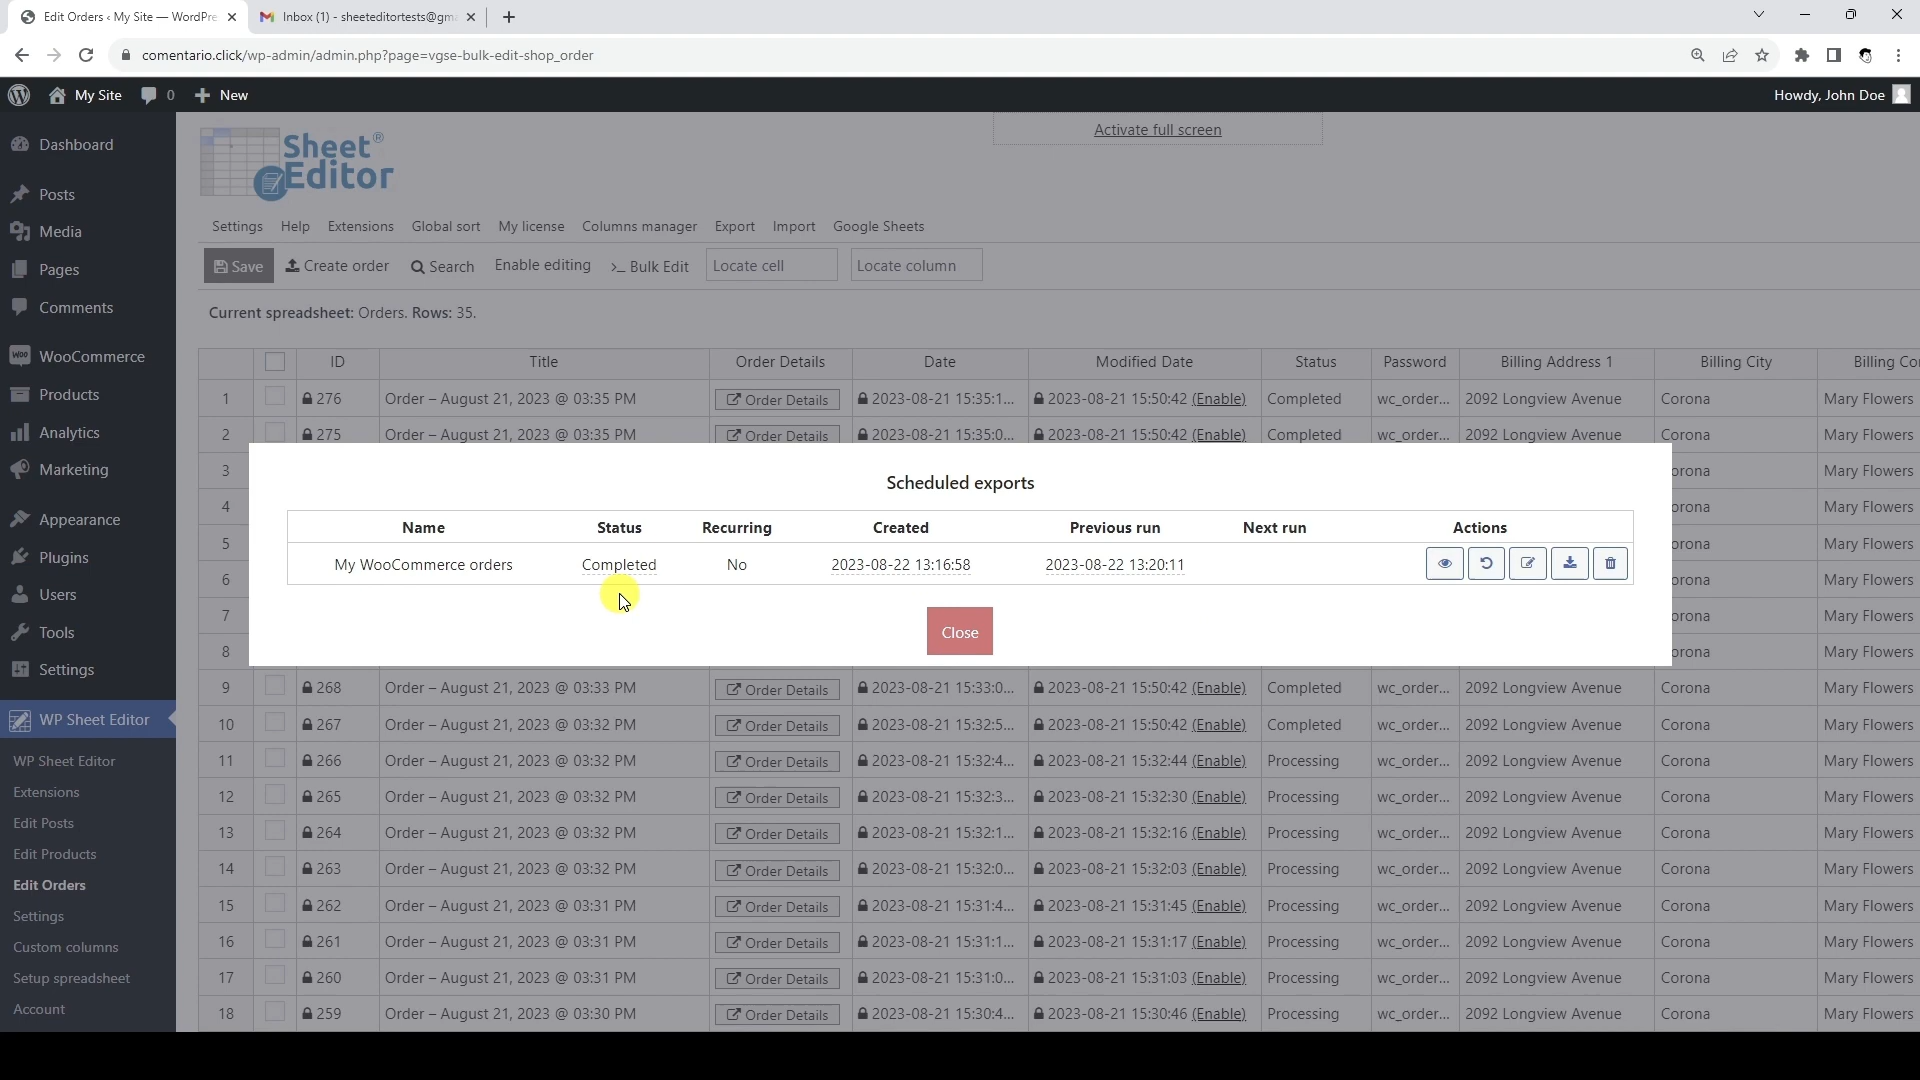 Edit Orders ‹ My Site — WordPre
Inbox (1) - sheeteditortests@gma
comentario.click/wp-admin/admin.php?page=vgse-bulk-edit-shop_order
My Site 0 New Howdy, John Doe
Dashboard
Posts
Media
Pages
Comments
WooCommerce
Products
Analytics
Marketing
Appearance
Plugins
Users
Tools
Settings
WP Sheet Editor
WP Sheet Editor
Extensions
Edit Posts
Edit Products
Edit Orders
Settings
Custom columns
Setup spreadsheet
Account
Sheet®
Editor
Activate full screen
Settings Help Extensions Global sort My license Columns manager Export Import Google Sheets
Save Create order Search Enable editing >_ Bulk Edit Locate cell Locate column
Current spreadsheet: Orders. Rows: 35.
ID Title Order Details Date Modified Date Status Password Billing Address 1 Billing City Billing Co
1 276 Order – August 21, 2023 @ 03:35 PM Order Details 2023-08-21 15:35:1... 2023-08-21 15:50:42 (Enable) Completed wc_order... 2092 Longview Avenue Corona Mary Flowers
2 275 Order – August 21, 2023 @ 03:35 PM Order Details 2023-08-21 15:35:0... 2023-08-21 15:50:42 (Enable) Completed wc_order... 2092 Longview Avenue Corona Mary Flowers
3 orona Mary Flowers
4 orona Mary Flowers
5 orona Mary Flowers
6 orona Mary Flowers
7 orona Mary Flowers
8 orona Mary Flowers
Scheduled exports
Name Status Recurring Created Previous run Next run Actions
My WooCommerce orders Completed No 2023-08-22 13:16:58 2023-08-22 13:20:11
Close
9 268 Order – August 21, 2023 @ 03:33 PM Order Details 2023-08-21 15:33:0... 2023-08-21 15:50:42 (Enable) Completed wc_order... 2092 Longview Avenue Corona Mary Flowers
10 267 Order – August 21, 2023 @ 03:32 PM Order Details 2023-08-21 15:32:5... 2023-08-21 15:50:42 (Enable) Completed wc_order... 2092 Longview Avenue Corona Mary Flowers
11 266 Order – August 21, 2023 @ 03:32 PM Order Details 2023-08-21 15:32:4... 2023-08-21 15:32:44 (Enable) Processing wc_order... 2092 Longview Avenue Corona Mary Flowers
12 265 Order – August 21, 2023 @ 03:32 PM Order Details 2023-08-21 15:32:3... 2023-08-21 15:32:30 (Enable) Processing wc_order... 2092 Longview Avenue Corona Mary Flowers
13 264 Order – August 21, 2023 @ 03:32 PM Order Details 2023-08-21 15:32:1... 2023-08-21 15:32:16 (Enable) Processing wc_order... 2092 Longview Avenue Corona Mary Flowers
14 263 Order – August 21, 2023 @ 03:32 PM Order Details 2023-08-21 15:32:0... 2023-08-21 15:32:03 (Enable) Processing wc_order... 2092 Longview Avenue Corona Mary Flowers
15 262 Order – August 21, 2023 @ 03:31 PM Order Details 2023-08-21 15:31:4... 2023-08-21 15:31:45 (Enable) Processing wc_order... 2092 Longview Avenue Corona Mary Flowers
16 261 Order – August 21, 2023 @ 03:31 PM Order Details 2023-08-21 15:31:1... 2023-08-21 15:31:17 (Enable) Processing wc_order... 2092 Longview Avenue Corona Mary Flowers
17 260 Order – August 21, 2023 @ 03:31 PM Order Details 2023-08-21 15:31:0... 2023-08-21 15:31:03 (Enable) Processing wc_order... 2092 Longview Avenue Corona Mary Flowers
18 259 Order – August 21, 2023 @ 03:30 PM Order Details 2023-08-21 15:30:4... 2023-08-21 15:30:46 (Enable) Processing wc_order... 2092 Longview Avenue Corona Mary Flowers